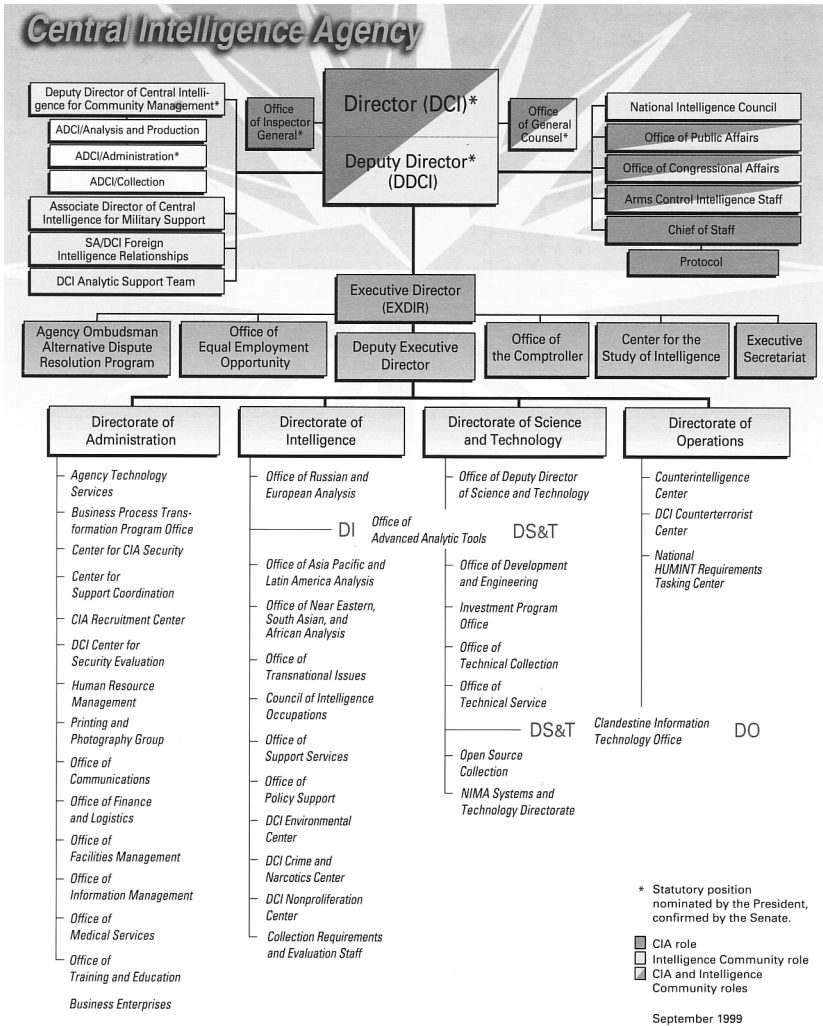 Central Intelligence Agency
Deputy Director of Central Intelli-
gence for Community Management*
ADCI/Analysis and Production
ADCI/Administration*
ADCI/Collection
Associate Director of Central
Intelligence for Military Support
SA/DCI Foreign
Intelligence Relationships
DCI Analytic Support Team
Office
of Inspector
General*
Director (DCI)*
Deputy Director*
(DDCI)
Office
of General
Counsel*
National Intelligence Council
Office of Public Affairs
Office of Congressional Affairs
Arms Control Intelligence Staff
Chief of Staff
Protocol
Executive Director
(EXDIR)
Agency Ombudsman
Alternative Dispute
Resolution Program
Office of
Equal Employment
Opportunity
Deputy Executive
Director
Office of
the Comptroller
Center for the
Study of Intelligence
Executive
Secretariat
Directorate of
Administration
Agency Technology
Services
Business Process Trans-
formation Program Office
Center for CIA Security
Center for
Support Coordination
CIA Recruitment Center
DCI Center for
Security Evaluation
Human Resource
Management
Printing and
Photography Group
Office of
Communications
Office of Finance
and Logistics
Office of
Facilities Management
Office of
Information Management
Office of
Medical Services
Office of
Training and Education
Business Enterprises
Directorate of
Intelligence
Office of Russian and
European Analysis
DI
Office of
Advanced Analytic Tools
DS&T
Office of Asia Pacific and
Latin America Analysis
Office of Near Eastern,
South Asian, and
African Analysis
Office of
Transnational Issues
Council of Intelligence
Occupations
Office of
Support Services
Office of
Policy Support
DCI Environmental
Center
DCI Crime and
Narcotics Center
DCI Nonproliferation
Center
Collection Requirements
and Evaluation Staff
Directorate of Science
and Technology
Office of Deputy Director
of Science and Technology
Office of Development
and Engineering
Investment Program
Office
Office of
Technical Collection
Office of
Technical Service
DS&T
Clandestine Information
Technology Office
DO
Open Source
Collection
NIMA Systems and
Technology Directorate
Directorate of
Operations
Counterintelligence
Center
DCI Counterterrorist
Center
National
HUMINT Requirements
Tasking Center
* Statutory position
nominated by the President,
confirmed by the Senate.
CIA role
Intelligence Community role
CIA and Intelligence
Community roles
September 1999